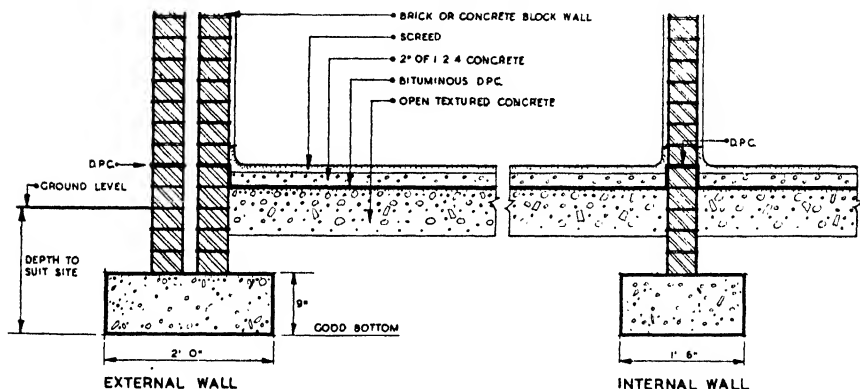 BRICK OR CONCRETE BLOCK WALL
SCREED
2" OF 1 2 4 CONCRETE
BITUMINOUS D.P.C.
OPEN TEXTURED CONCRETE
D.P.C.
D.P.C.
GROUND LEVEL
DEPTH TO
SUIT SITE
9"
GOOD BOTTOM
2' 0"
1' 6"
EXTERNAL WALL
INTERNAL WALL